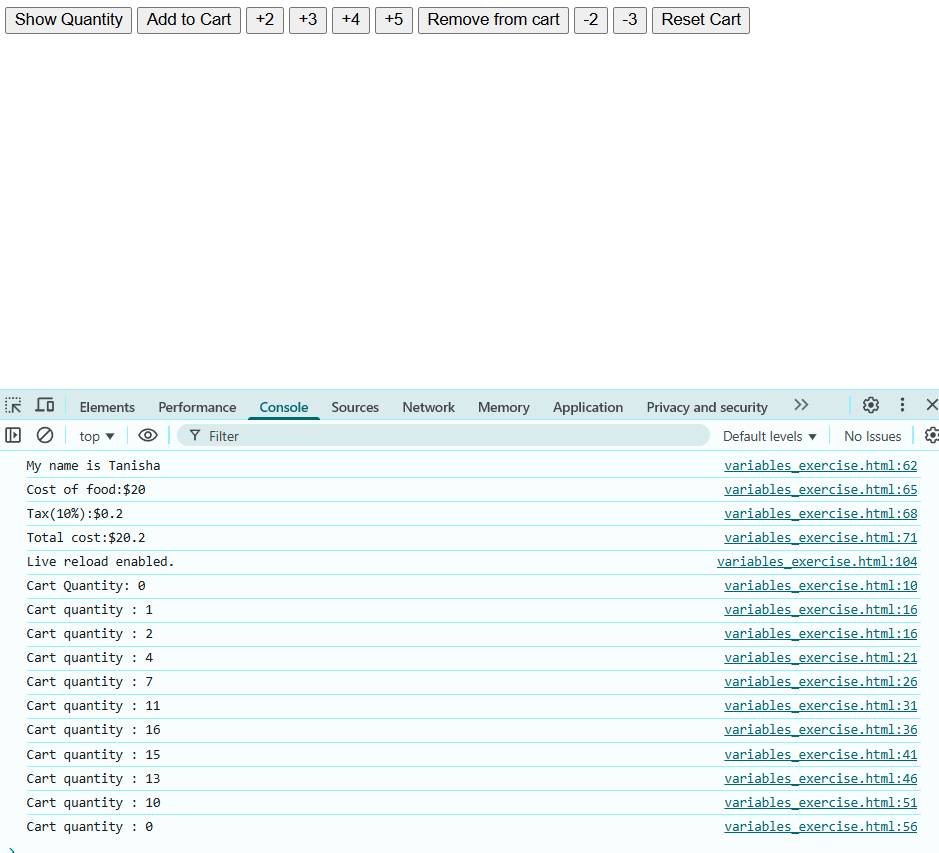 Show Quantity Add to Cart +2 +3 +4 +5 Remove from cart -2 -3 Reset Cart
Elements Performance Console Sources Network Memory Application Privacy and security
top Filter Default levels No Issues
My name is Tanisha variables_exercise.html:62
Cost of food:$20 variables_exercise.html:65
Tax(10%):$0.2 variables_exercise.html:68
Total cost:$20.2 variables_exercise.html:71
Live reload enabled. variables_exercise.html:104
Cart Quantity: 0 variables_exercise.html:10
Cart quantity : 1 variables_exercise.html:16
Cart quantity : 2 variables_exercise.html:16
Cart quantity : 4 variables_exercise.html:21
Cart quantity : 7 variables_exercise.html:26
Cart quantity : 11 variables_exercise.html:31
Cart quantity : 16 variables_exercise.html:36
Cart quantity : 15 variables_exercise.html:41
Cart quantity : 13 variables_exercise.html:46
Cart quantity : 10 variables_exercise.html:51
Cart quantity : 0 variables_exercise.html:56